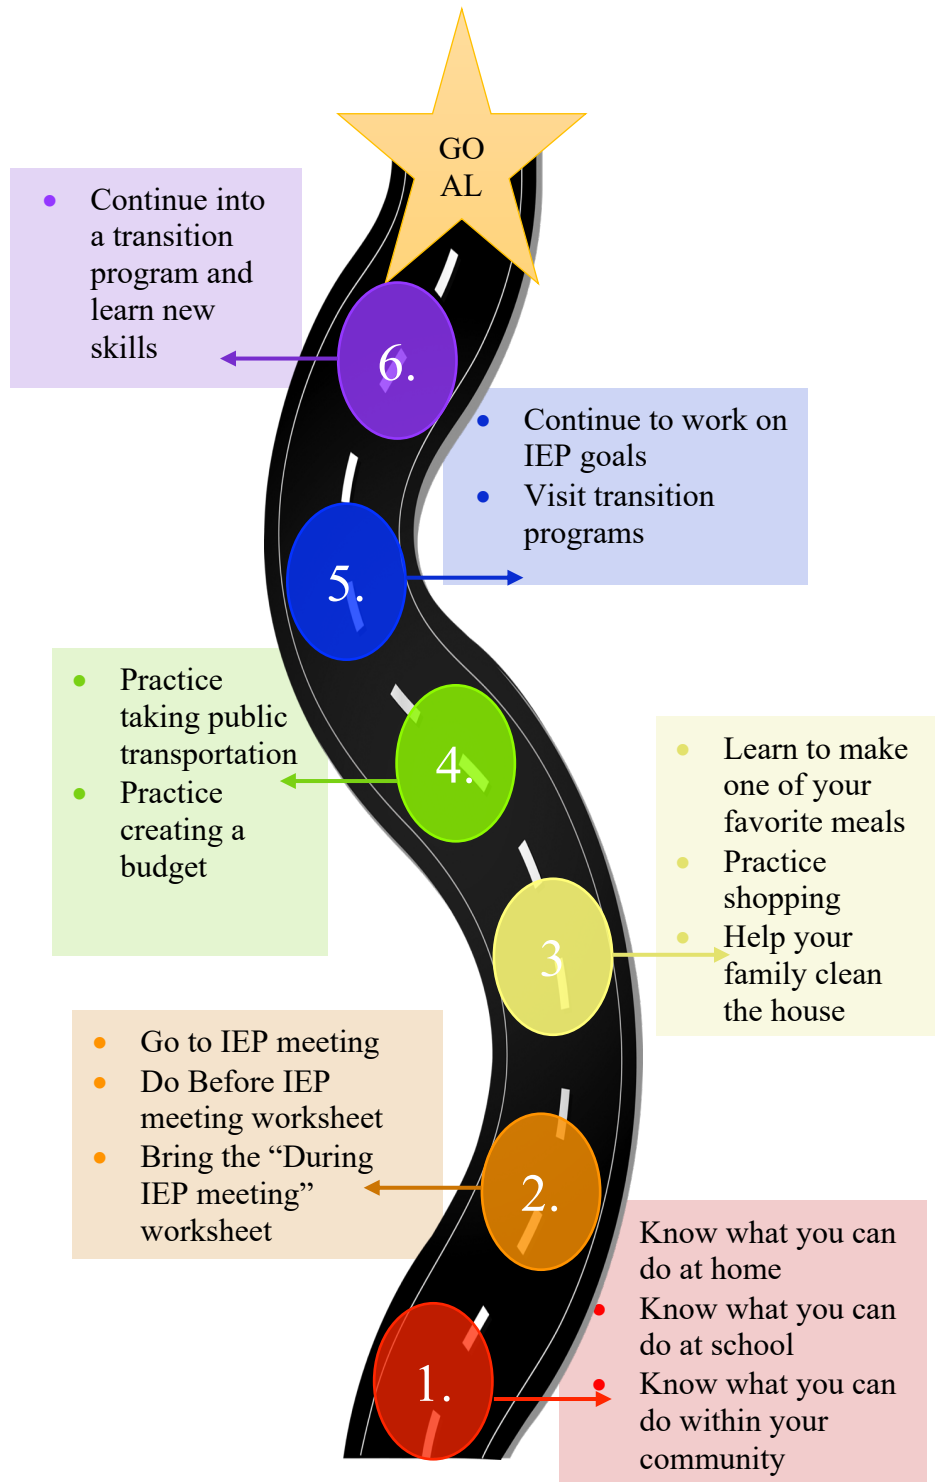 GO
AL
• Continue into
a transition
program and
learn new
skills
6.
• Continue to work on
IEP goals
• Visit transition
programs
5.
• Practice
taking public
transportation
• Practice
creating a
budget
4.
• Learn to make
one of your
favorite meals
• Practice
shopping
• Help your
family clean
the house
3
• Go to IEP meeting
• Do Before IEP
meeting worksheet
• Bring the “During
IEP meeting”
worksheet
2.
Know what you can
do at home
• Know what you can
do at school
• Know what you can
do within your
community
1.